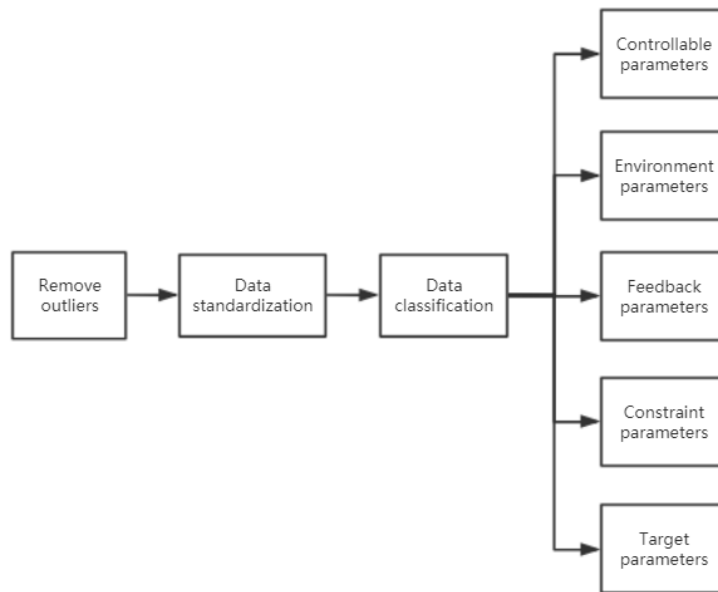 Controllable
parameters
Environment
parameters
Remove
outliers
Data
standardization
Data
classification
Feedback
parameters
Constraint
parameters
Target
parameters